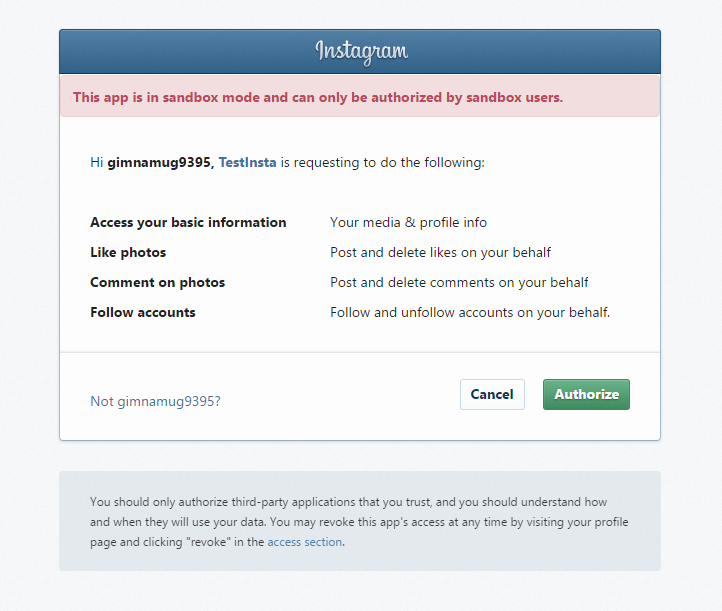 Instagram
This app is in sandbox mode and can only be authorized by sandbox users.
Hi gimnamug9395, TestInsta is requesting to do the following:
Access your basic information Your media & profile info
Like photos Post and delete likes on your behalf
Comment on photos Post and delete comments on your behalf
Follow accounts Follow and unfollow accounts on your behalf.
Not gimnamug9395? Cancel Authorize
You should only authorize third-party applications that you trust, and you should understand how
and when they will use your data. You may revoke this app's access at any time by visiting your profile
page and clicking "revoke" in the access section.